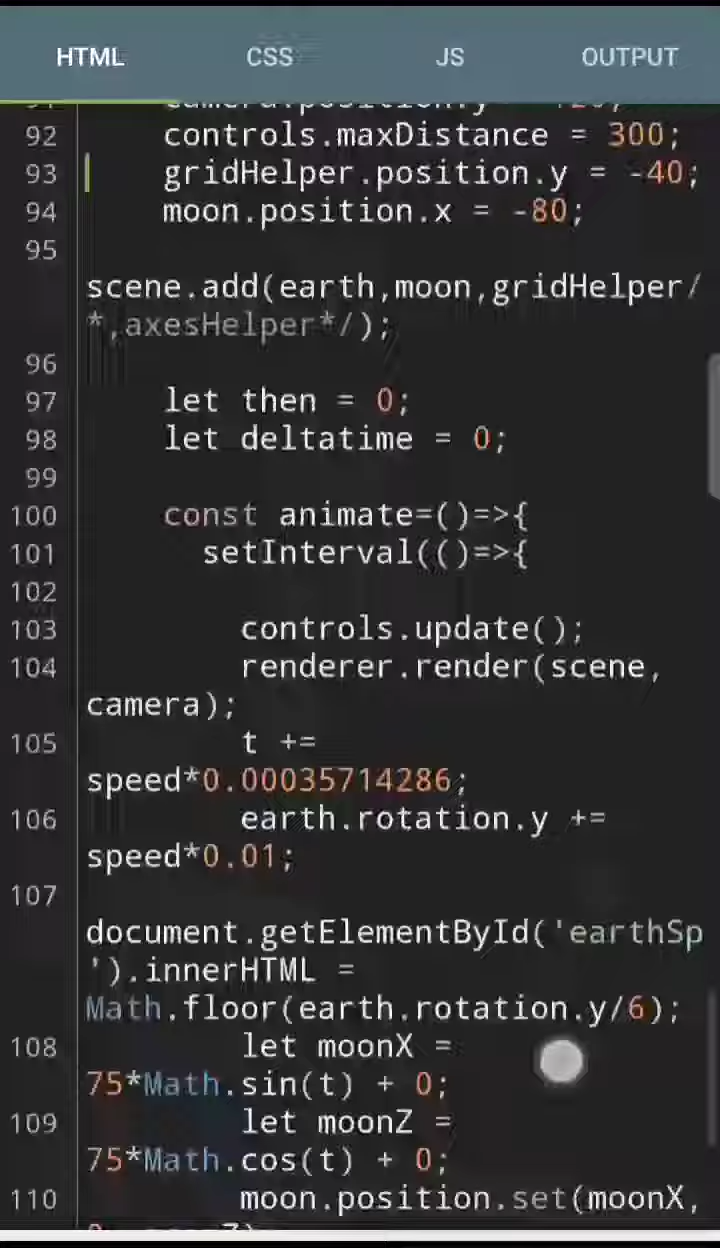 HTML CSS JS OUTPUT
91 camera.position.y
92 controls.maxDistance = 300;
93 gridHelper.position.y = -40;
94 moon.position.x = -80;
95
scene.add(earth,moon,gridHelper/
*,axesHelper*/);
96
97 let then = 0;
98 let deltatime = 0;
99
100 const animate=()=>{
101 setInterval(()=>{
102
103 controls.update();
104 renderer.render(scene,
camera);
105 t +=
speed*0.00035714286;
106 earth.rotation.y +=
speed*0.01;
107
document.getElementById('earthSp
').innerHTML =
Math.floor(earth.rotation.y/6);
108 let moonX =
75*Math.sin(t) + 0;
109 let moonZ =
75*Math.cos(t) + 0;
110 moon.position.set(moonX,